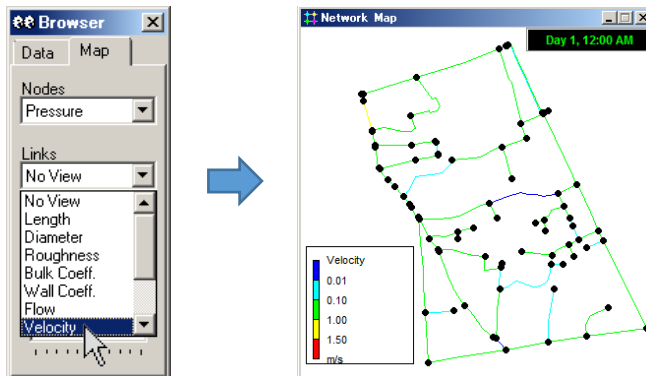 Browser
Data Map
Nodes
Pressure
Links
No View
No View
Length
Diameter
Roughness
Bulk Coeff.
Wall Coeff.
Flow
Velocity
Network Map
Day 1, 12:00 AM
Velocity
0.01
0.10
1.00
1.50
m/s